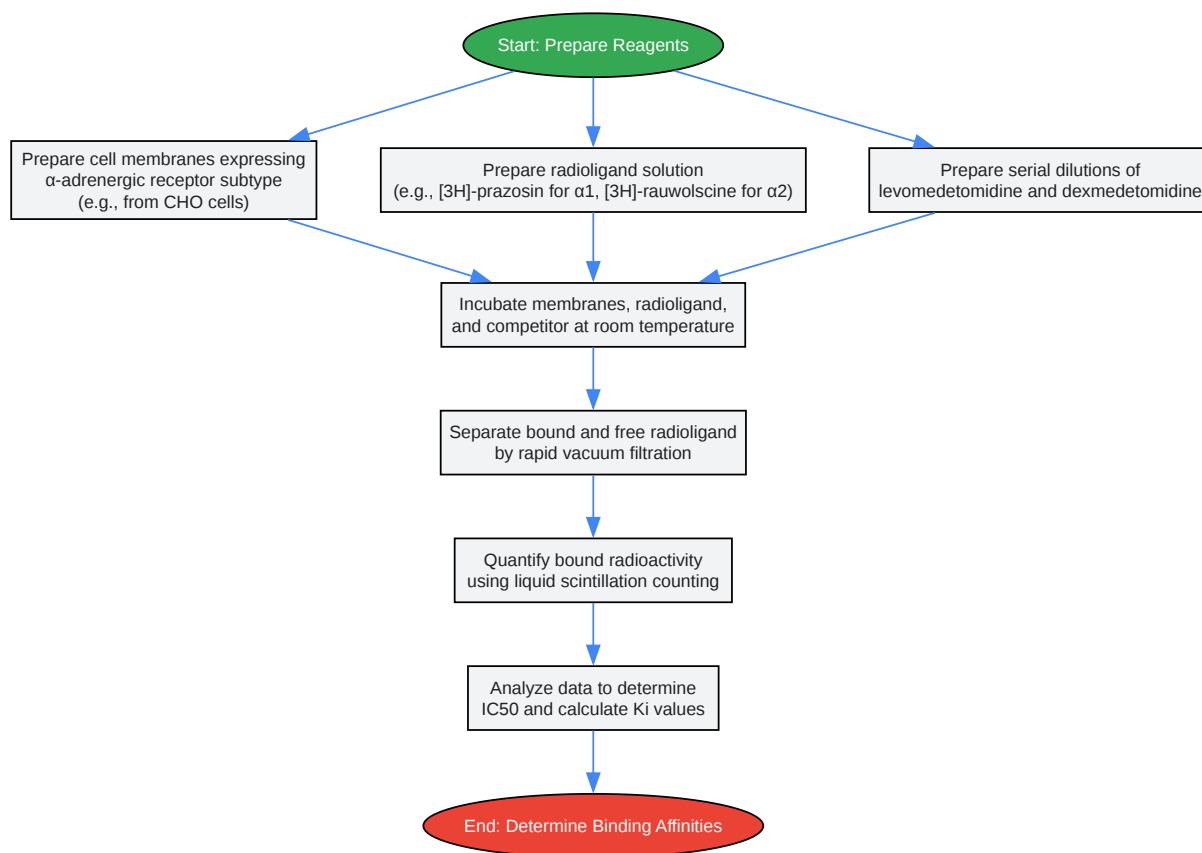 Start: Prepare Reagents
Prepare cell membranes expressing
α-adrenergic receptor subtype
(e.g., from CHO cells)
Prepare radioligand solution
(e.g., [3H]-prazosin for α1, [3H]-rauwolscine for α2)
Prepare serial dilutions of
levomedetomidine and dexmedetomidine
Incubate membranes, radioligand,
and competitor at room temperature
Separate bound and free radioligand
by rapid vacuum filtration
Quantify bound radioactivity
using liquid scintillation counting
Analyze data to determine
IC50 and calculate Ki values
End: Determine Binding Affinities